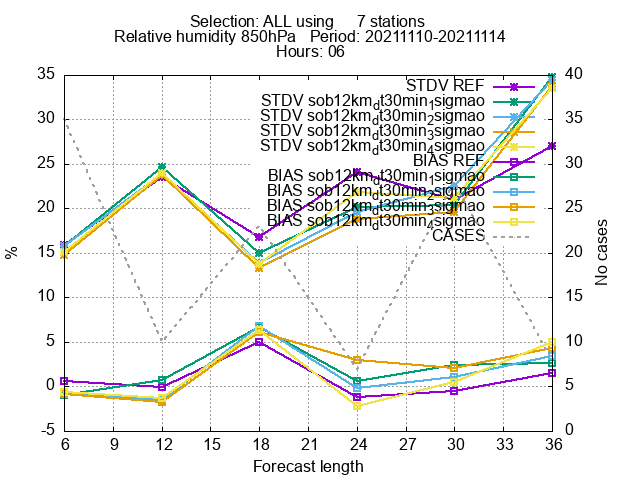 Selection: ALL using 7 stations
Relative humidity 850hPa Period: 20211110-20211114
Hours: 06
STDV REF
STDV sob12km_dt30min_1sigmao
STDV sob12km_dt30min_2sigmao
STDV sob12km_dt30min_3sigmao
STDV sob12km_dt30min_4sigmao
BIAS REF
BIAS sob12km_dt30min_1sigmao
BIAS sob12km_dt30min_2sigmao
BIAS sob12km_dt30min_3sigmao
BIAS sob12km_dt30min_4sigmao
CASES
35
30
25
20
15
10
5
0
-5
%
40
35
30
25
20
15
10
5
0
No cases
6 9 12 15 18 21 24 27 30 33 36
Forecast length